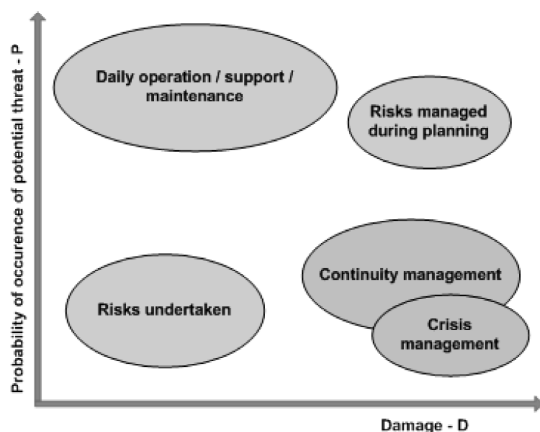 Probability of occurence of potential threat - P
Daily operation / support /
maintenance
Risks managed
during planning
Continuity management
Risks undertaken
Crisis
management
Damage - D